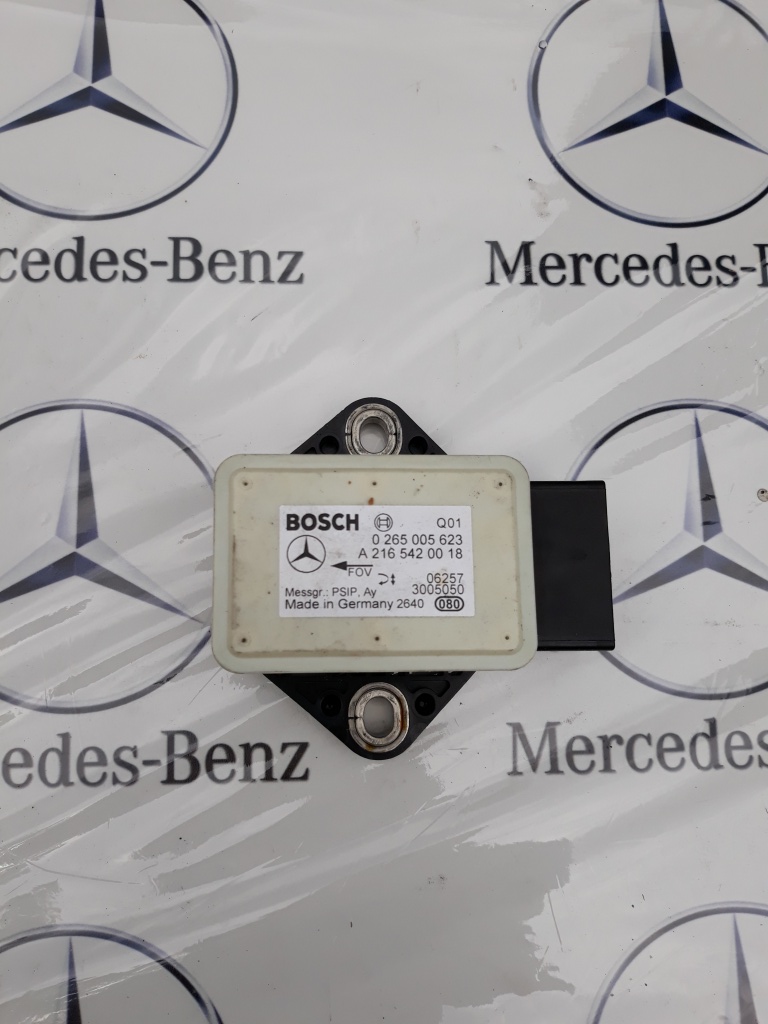 cedes-Benz
Mercedes-B
BOSCH Q01
0 265 005 623
A 216 542 00 18
FOV
06257
Messgr.: PSIP, Ay 3005050
Made in Germany 2640 080
cedes-Benz
Mercedes-